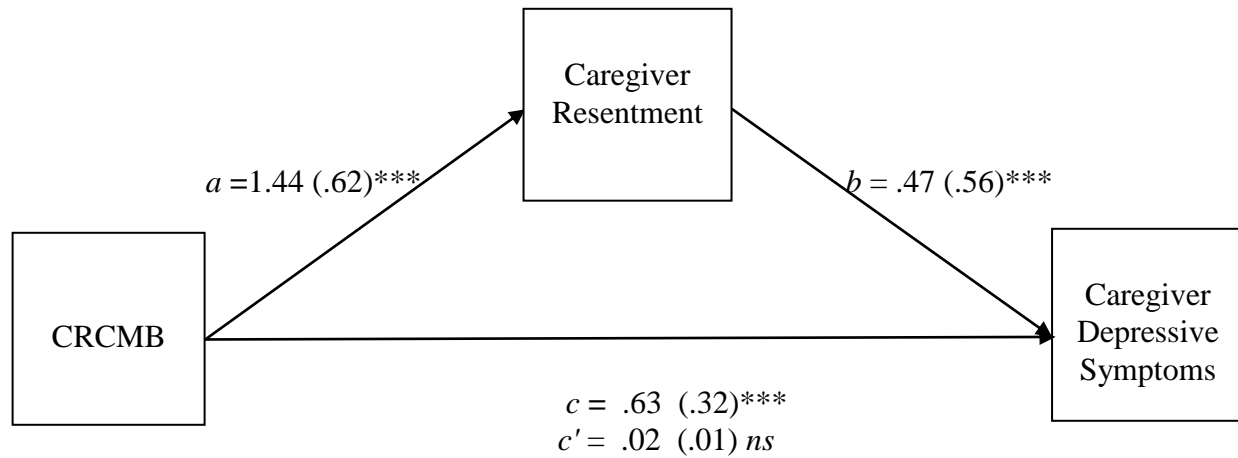 Caregiver
Resentment
a =1.44 (.62)***
b = .47 (.56)***
CRCMB
Caregiver
Depressive
Symptoms
c = .63 (.32)***
c' = .02 (.01) ns